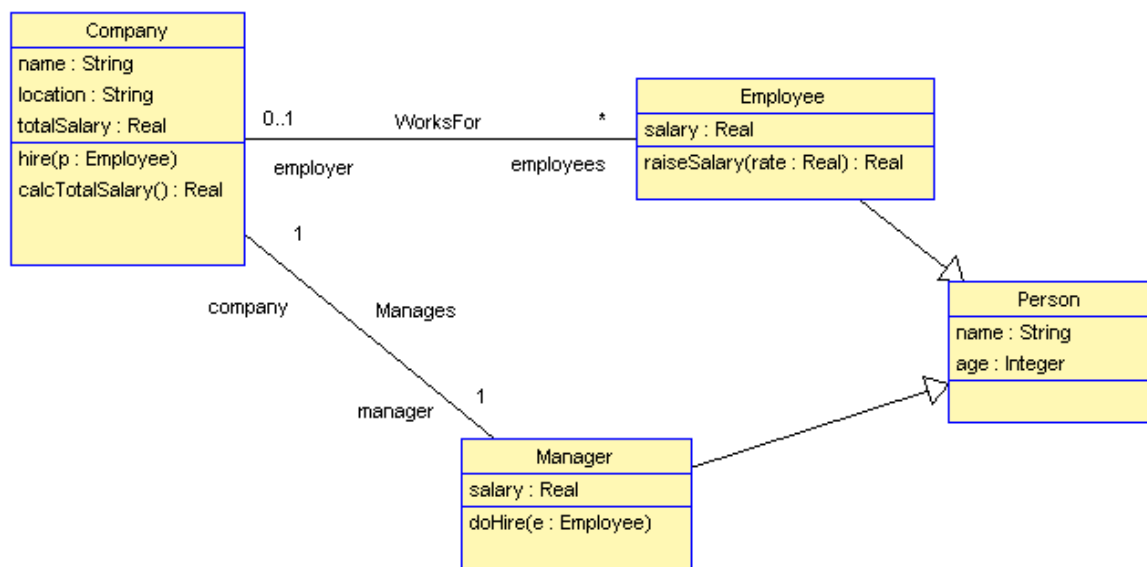 Company
name : String
location : String
totalSalary : Real
hire(p : Employee)
calcTotalSalary() : Real
0..1
WorksFor
*
employer
employees
Employee
salary : Real
raiseSalary(rate : Real) : Real
1
company
Manages
1
manager
Person
name : String
age : Integer
Manager
salary : Real
doHire(e : Employee)